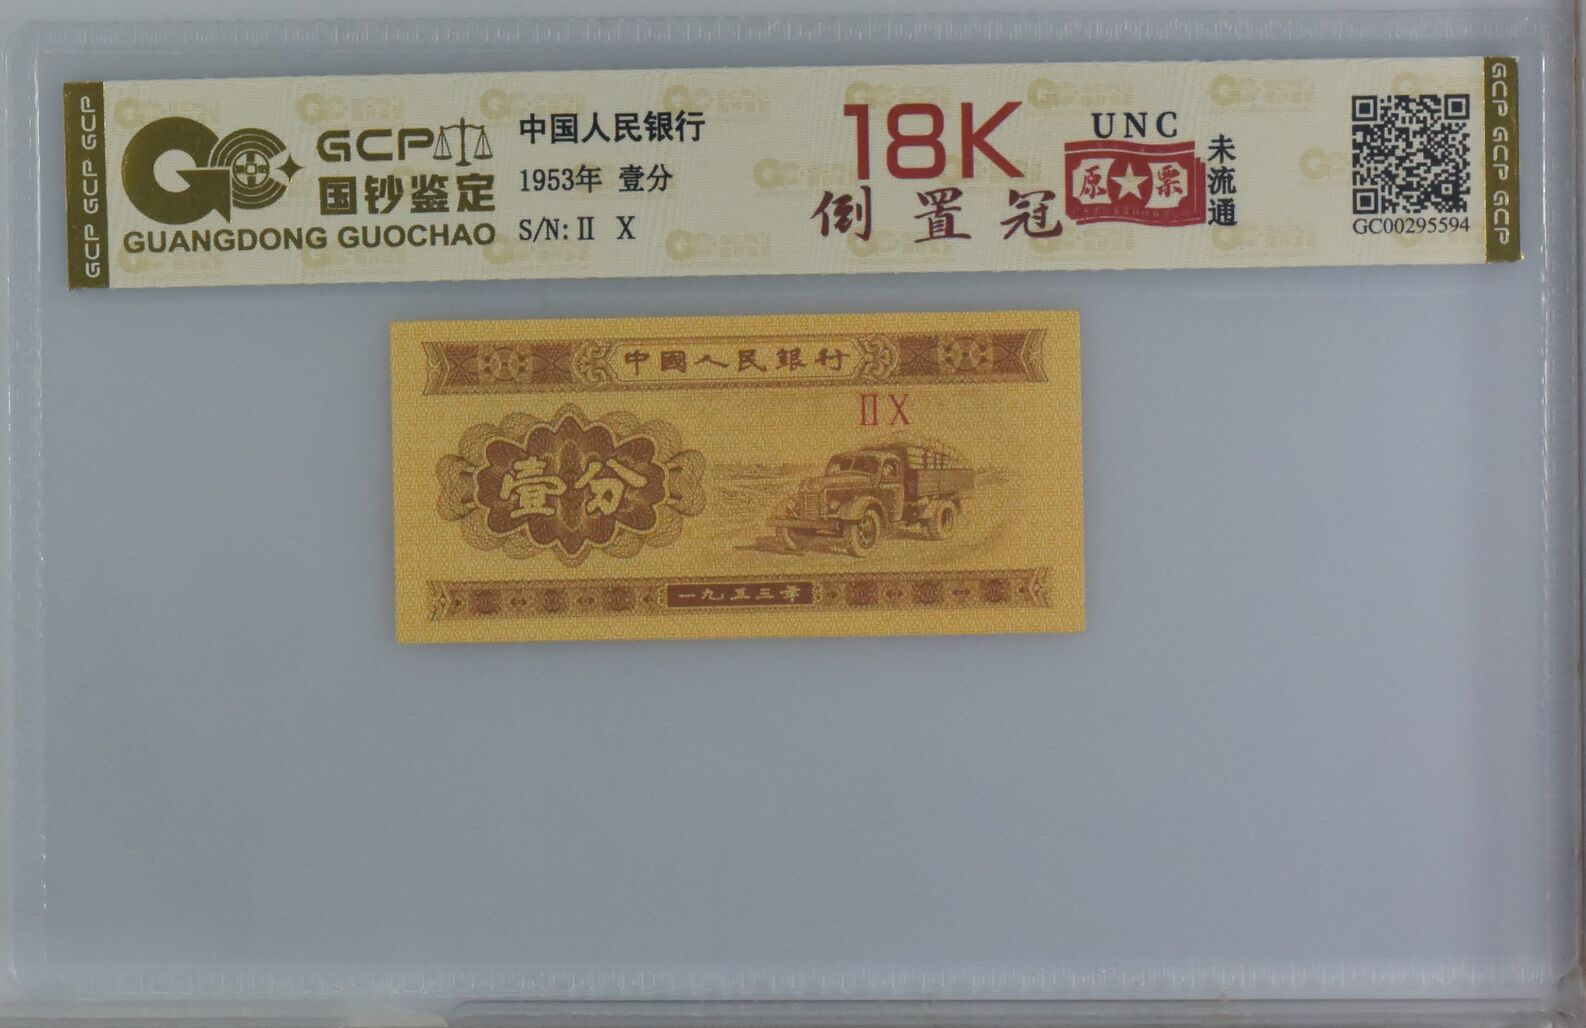 GCP GCP GCP
GCP
国钞鉴定
GUANGDONG GUOCHAO
中国人民银行
1953年 壹分
S/N: II X
18K
倒置冠
UNC
原★票
未流通
GC00295594
GCP GCP GCP
中國人民銀行
II X
壹分
一九五三年